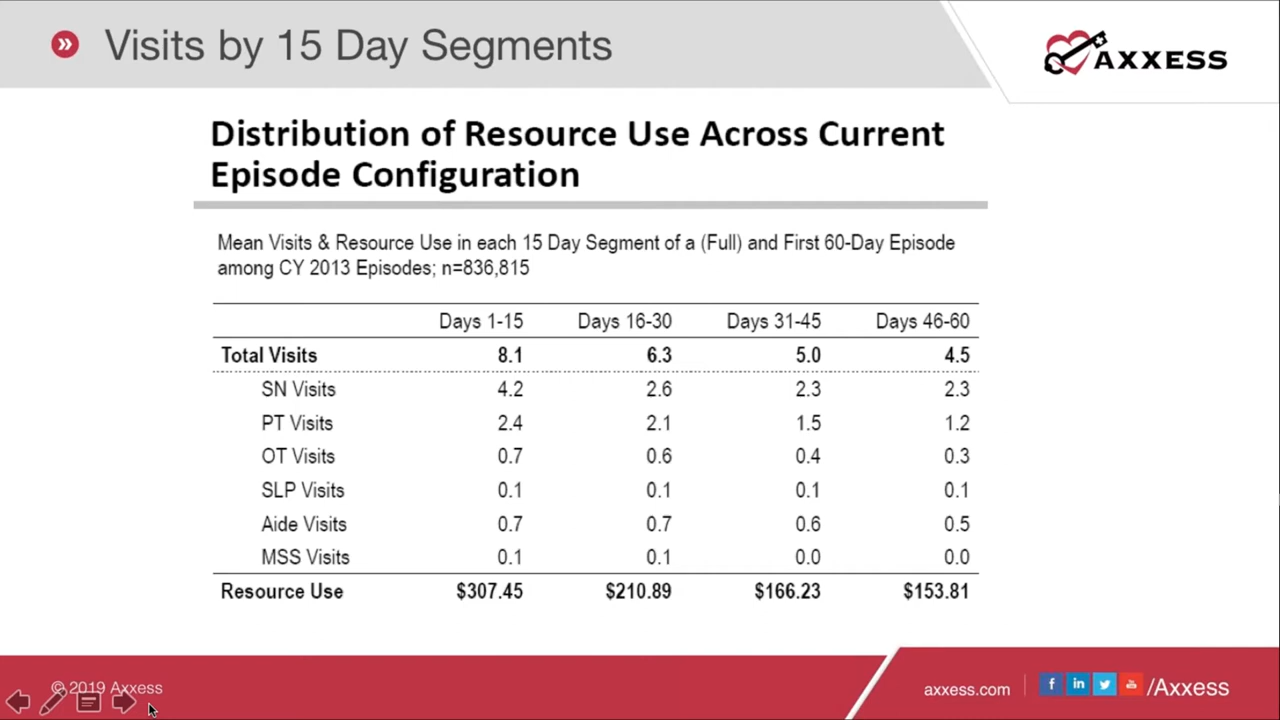 Visits by 15 Day Segments
AXXESS
Distribution of Resource Use Across Current
Episode Configuration
Mean Visits & Resource Use in each 15 Day Segment of a (Full) and First 60-Day Episode
among CY 2013 Episodes; n=836,815
Days 1-15 Days 16-30 Days 31-45 Days 46-60
Total Visits 8.1 6.3 5.0 4.5
SN Visits 4.2 2.6 2.3 2.3
PT Visits 2.4 2.1 1.5 1.2
OT Visits 0.7 0.6 0.4 0.3
SLP Visits 0.1 0.1 0.1 0.1
Aide Visits 0.7 0.7 0.6 0.5
MSS Visits 0.1 0.1 0.0 0.0
Resource Use $307.45 $210.89 $166.23 $153.81
© 2019 Axxess
axxess.com
/Axxess